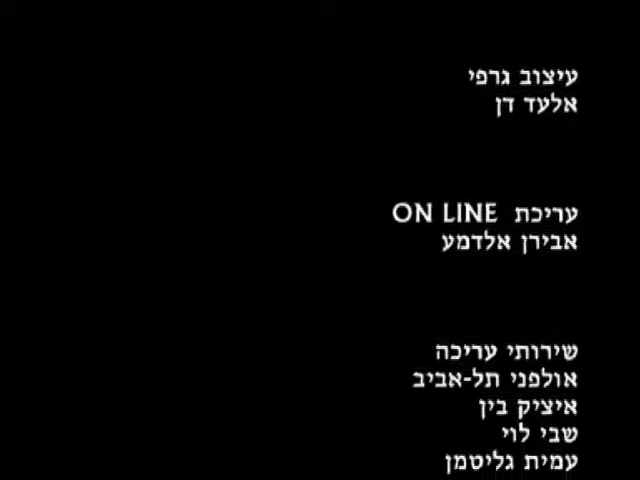 עיצוב גרפי
אלעד דן
עריכת ON LINE
אבירן אלדמע
שירותי עריכה
אולפני תל-אביב
איציק בין
שבי לוי
עמית גליטמן